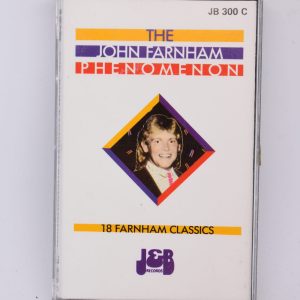 JB 300 C
THE
JOHN FARNHAM
PHENOMENON
18 FARNHAM CLASSICS
J&B
RECORDS